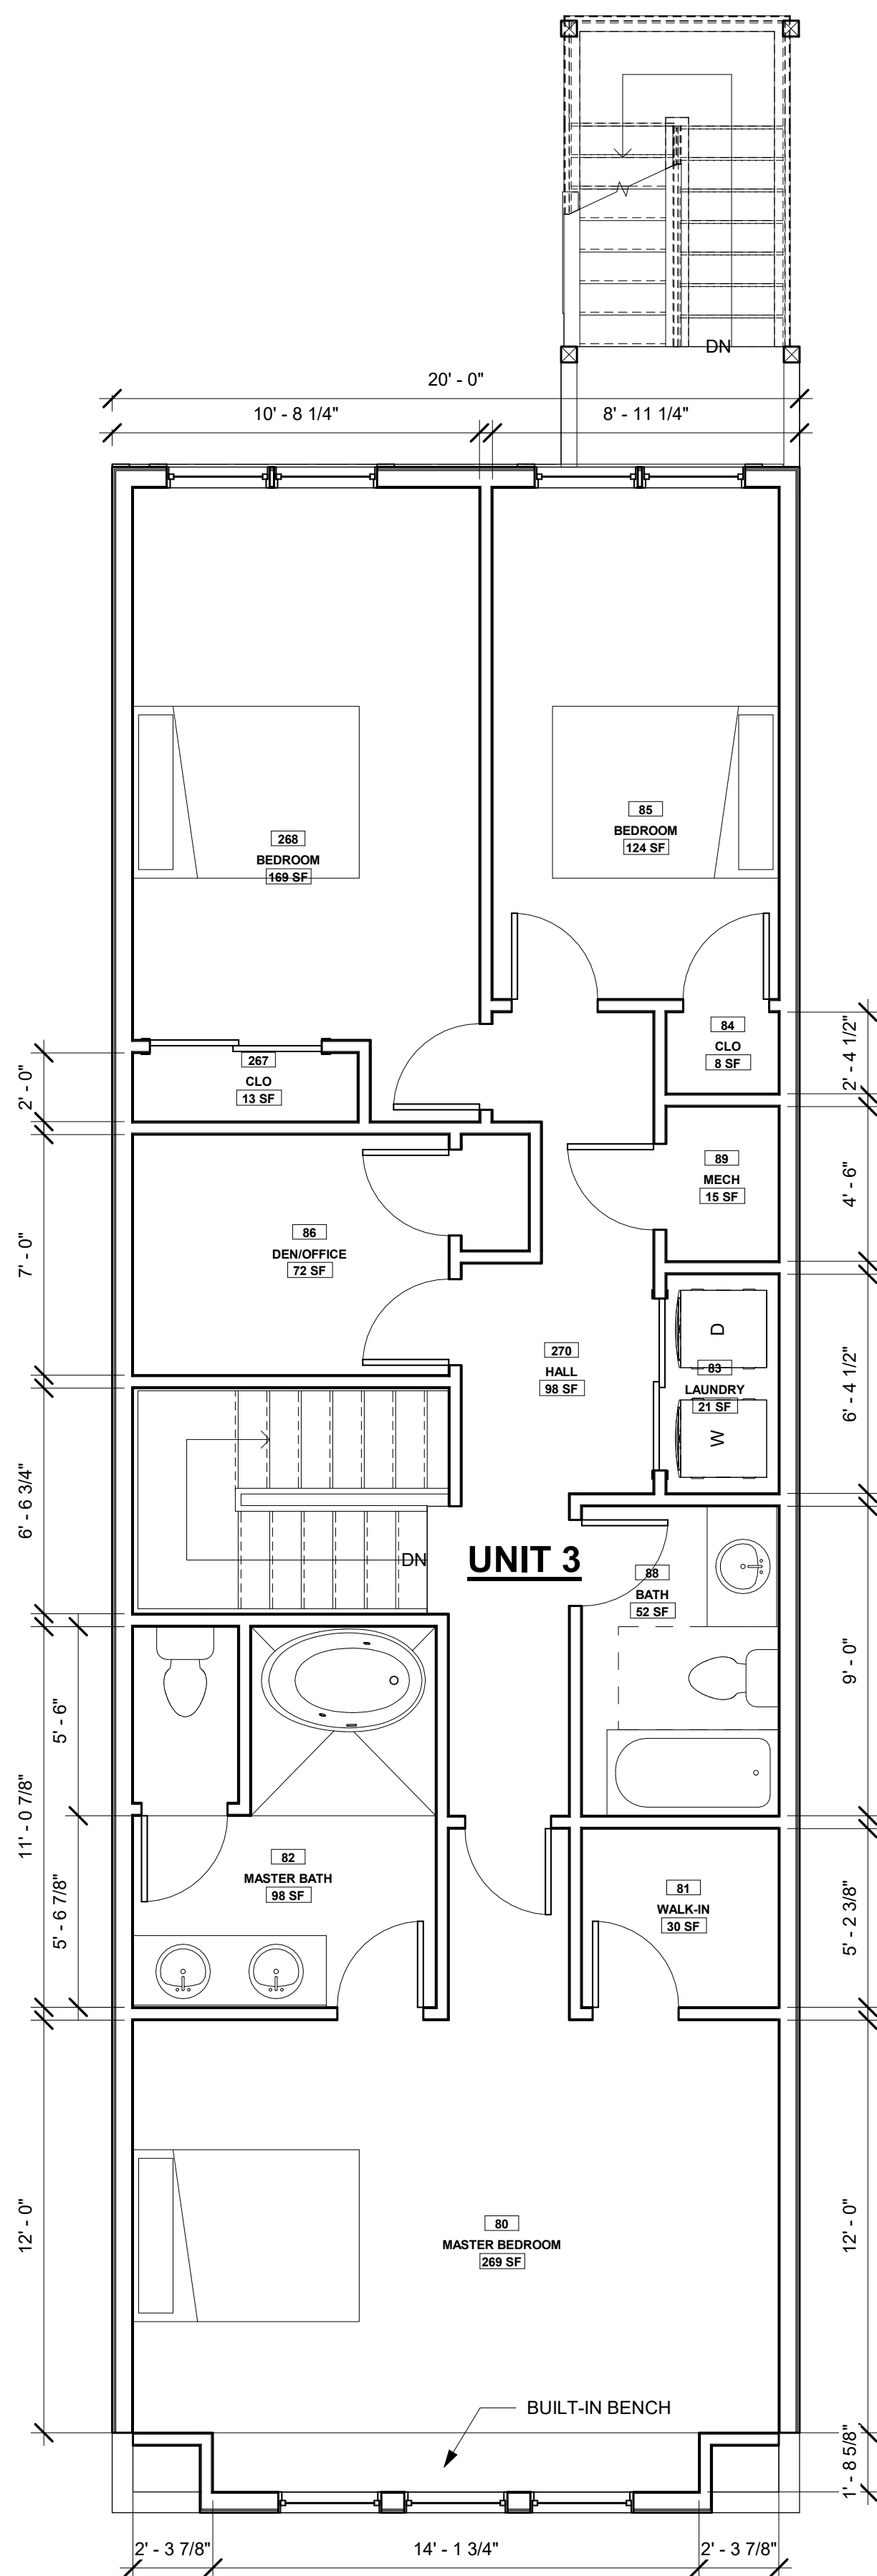 DN
20' - 0"
10' - 8 1/4"
8' - 11 1/4"
85
BEDROOM
124 SF
268
BEDROOM
169 SF
84
CLO
8 SF
2' - 4 1/2"
267
CLO
13 SF
2' - 0"
89
MECH
15 SF
4' - 6"
86
DEN/OFFICE
72 SF
7' - 0"
D
270
HALL
98 SF
83
LAUNDRY
21 SF
6' - 4 1/2"
W
6' - 6 3/4"
DN
UNIT 3
88
BATH
52 SF
9' - 0"
5' - 6"
11' - 0 7/8"
82
MASTER BATH
98 SF
81
WALK-IN
30 SF
5' - 6 7/8"
5' - 2 3/8"
80
MASTER BEDROOM
269 SF
12' - 0"
12' - 0"
BUILT-IN BENCH
1' - 8 5/8"
2' - 3 7/8"
14' - 1 3/4"
2' - 3 7/8"